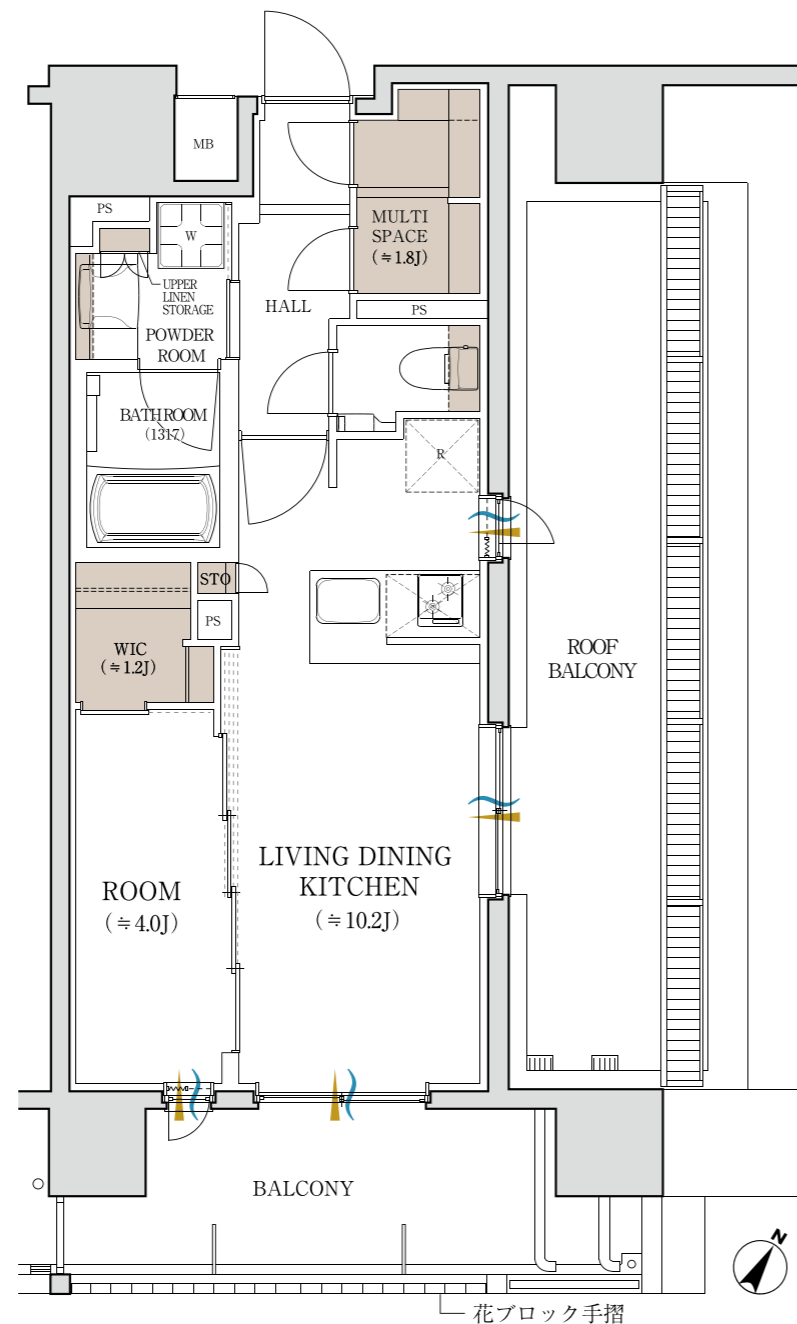 MB
PS
W
MULTI
SPACE
(≒1.8J)
UPPER
LINEN
STORAGE
HALL
PS
POWDER
ROOM
BATHROOM
(1317)
R
STO
PS
WIC
(≒1.2J)
ROOF
BALCONY
LIVING DINING
KITCHEN
(≒10.2J)
ROOM
(≒4.0J)
BALCONY
N
花ブロック手摺